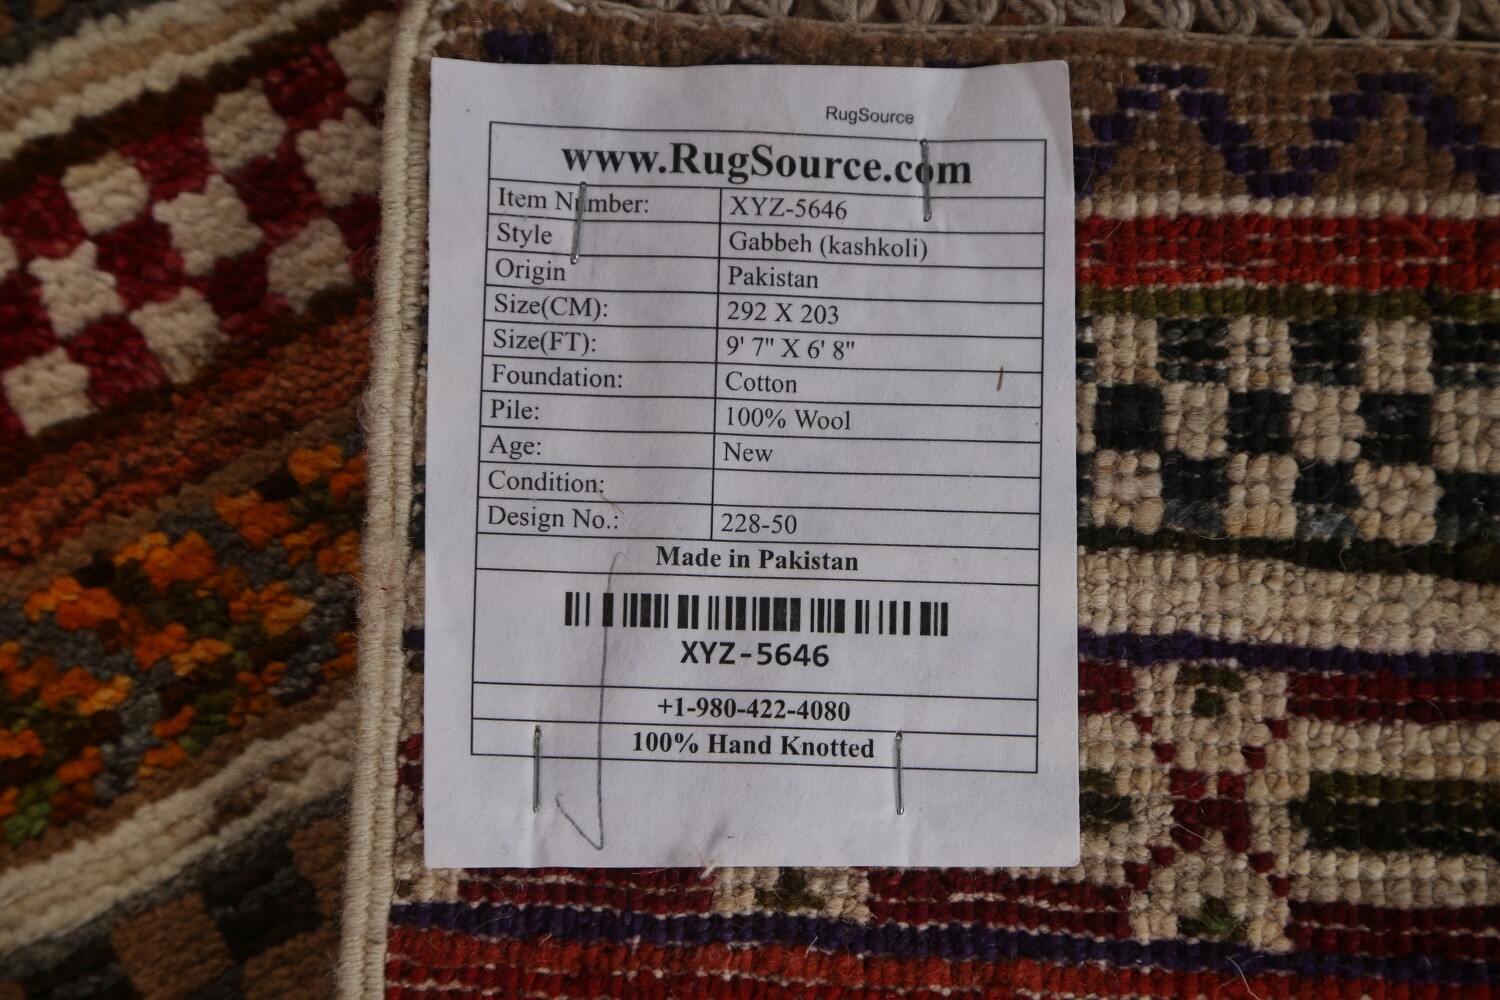 RugSource
www.RugSource.com
Item Number: XYZ-5646
Style Gabbeh (kashkoli)
Origin Pakistan
Size(CM): 292 X 203
Size(FT): 9' 7" X 6' 8"
Foundation: Cotton
Pile: 100% Wool
Age: New
Condition:
Design No.: 228-50
Made in Pakistan
XYZ-5646
+1-980-422-4080
100% Hand Knotted